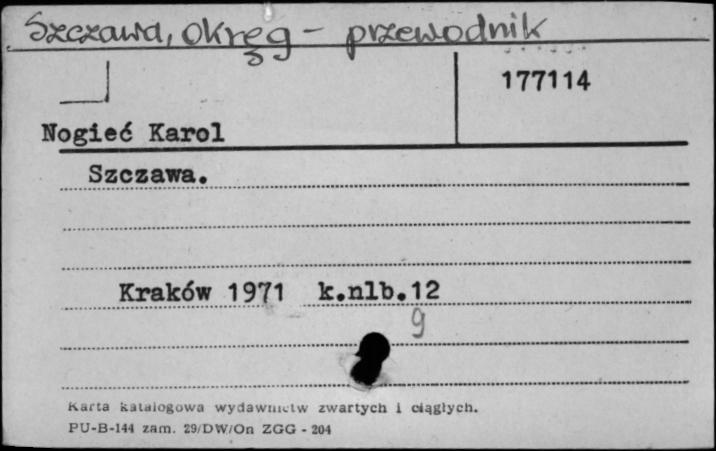 Szczawa, okręg - przewodnik
177114
Nogieć Karol
Szczawa.
Kraków 1971 k.nlb.12
9
Karta katalogowa wydawnictw zwartych i ciągłych.
PU-B-144 zam. 29/DW/On ZGG - 204